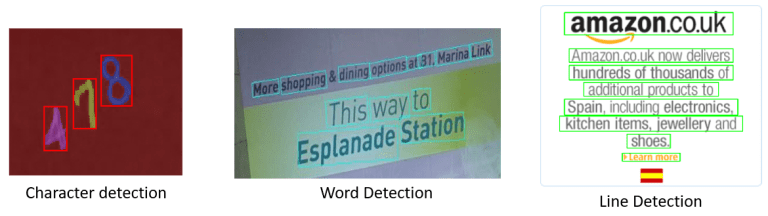 A 1 8
More shopping & dining options at 31, Marina Link
This way to
Esplanade Station
amazon.co.uk
Amazon.co.uk now delivers
hundreds of thousands of
additional products to
Spain, including electronics,
kitchen items, jewellery and
shoes.
Learn more
Character detection
Word Detection
Line Detection